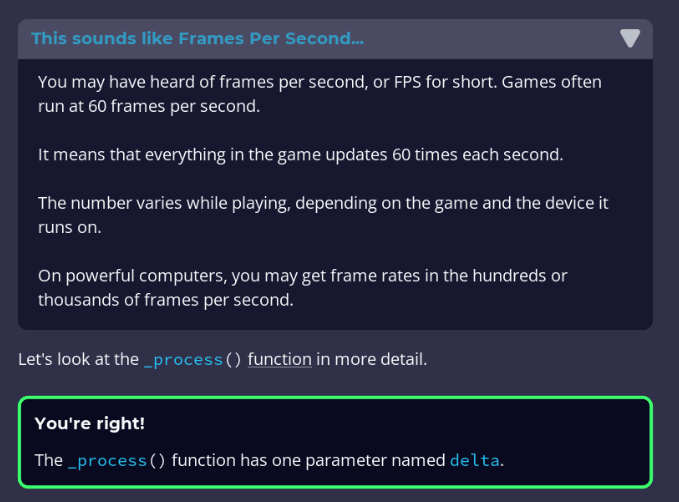 This sounds like Frames Per Second...
You may have heard of frames per second, or FPS for short. Games often
run at 60 frames per second.
It means that everything in the game updates 60 times each second.
The number varies while playing, depending on the game and the device it
runs on.
On powerful computers, you may get frame rates in the hundreds or
thousands of frames per second.
Let's look at the _process() function in more detail.
You're right!
The _process() function has one parameter named delta.